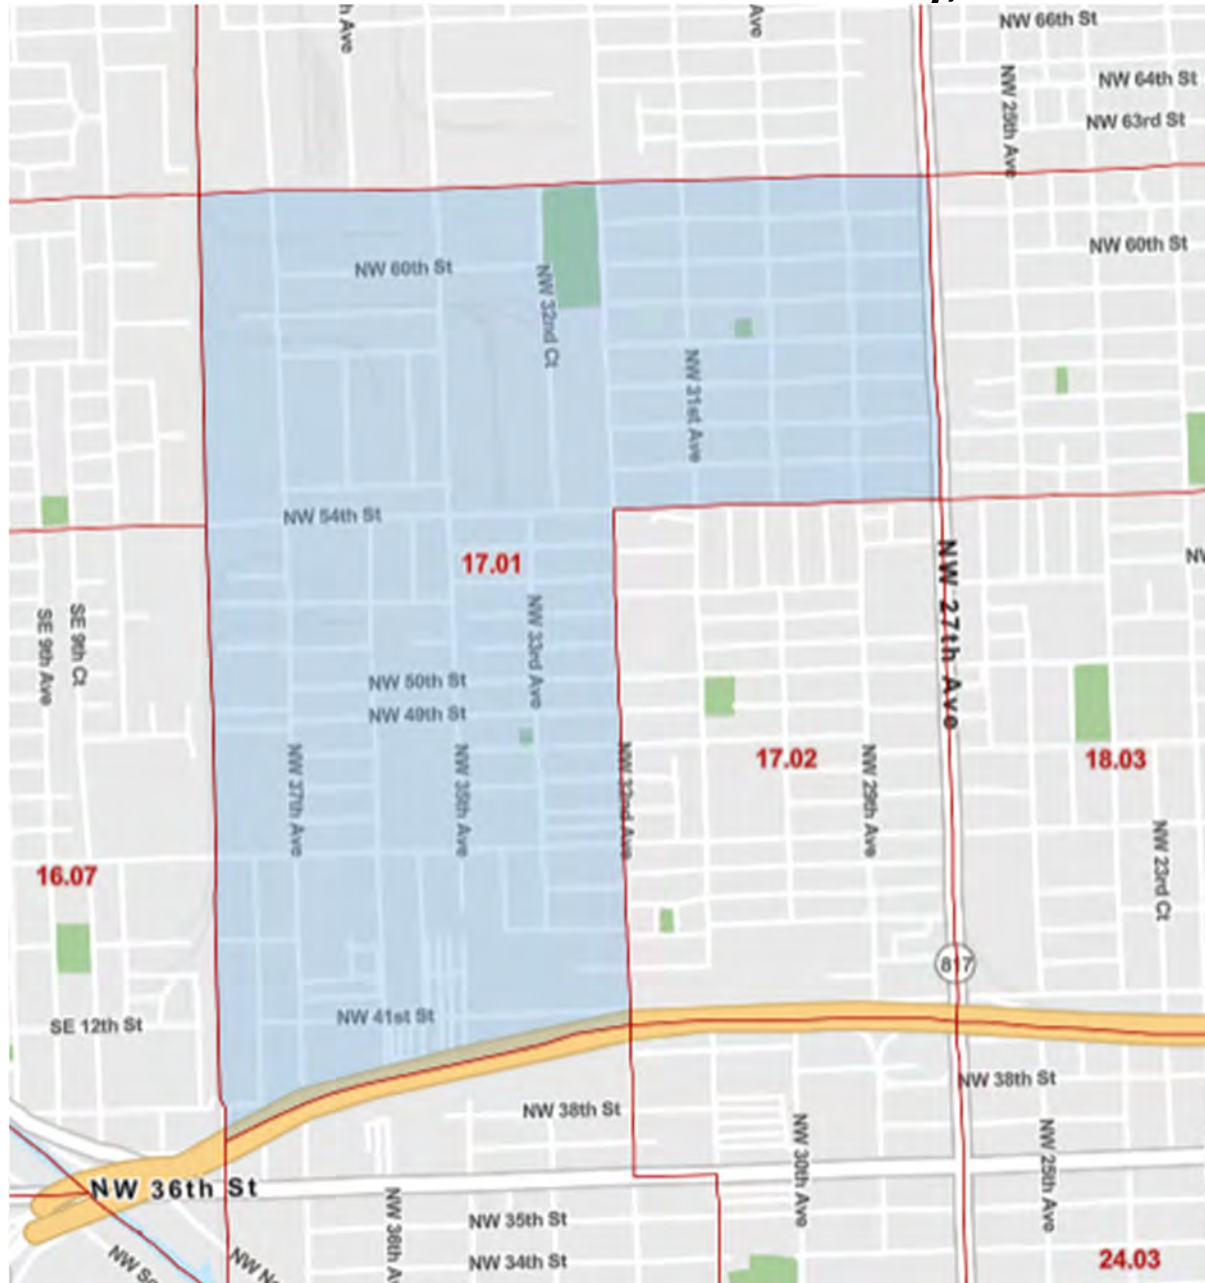 h Ave
Ave
NW 66th St
NW 64th St
NW 25th Ave
NW 63rd St
NW 60th St
NW 60th St
NW 32nd Ct
NW 31st Ave
NW 54th St
17.01
NW 27th Ave
NW
SE 9th Ct
SE 9th Ave
NW 33rd Ave
NW 50th St
NW 49th St
NW 37th Ave
NW 35th Ave
NW 32nd Ave
17.02
NW 29th Ave
18.03
NW 23rd Ct
16.07
817
SE 12th St
NW 41st St
NW 38th St
NW 38th St
NW 30th Ave
NW 25th Ave
NW 36th St
NW 36th A
NW 35th St
NW 34th St
24.03